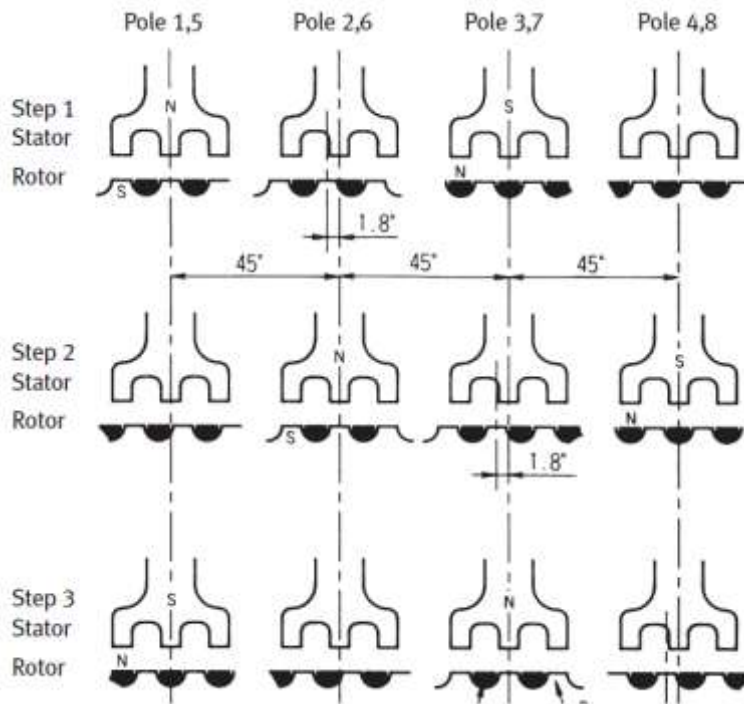 Pole 1,5 Pole 2,6 Pole 3,7 Pole 4,8
Step 1 N S
Stator
Rotor S N
1.8°
45° 45° 45°
Step 2 N S
Stator
Rotor S N
1.8°
Step 3 S N
Stator
Rotor N